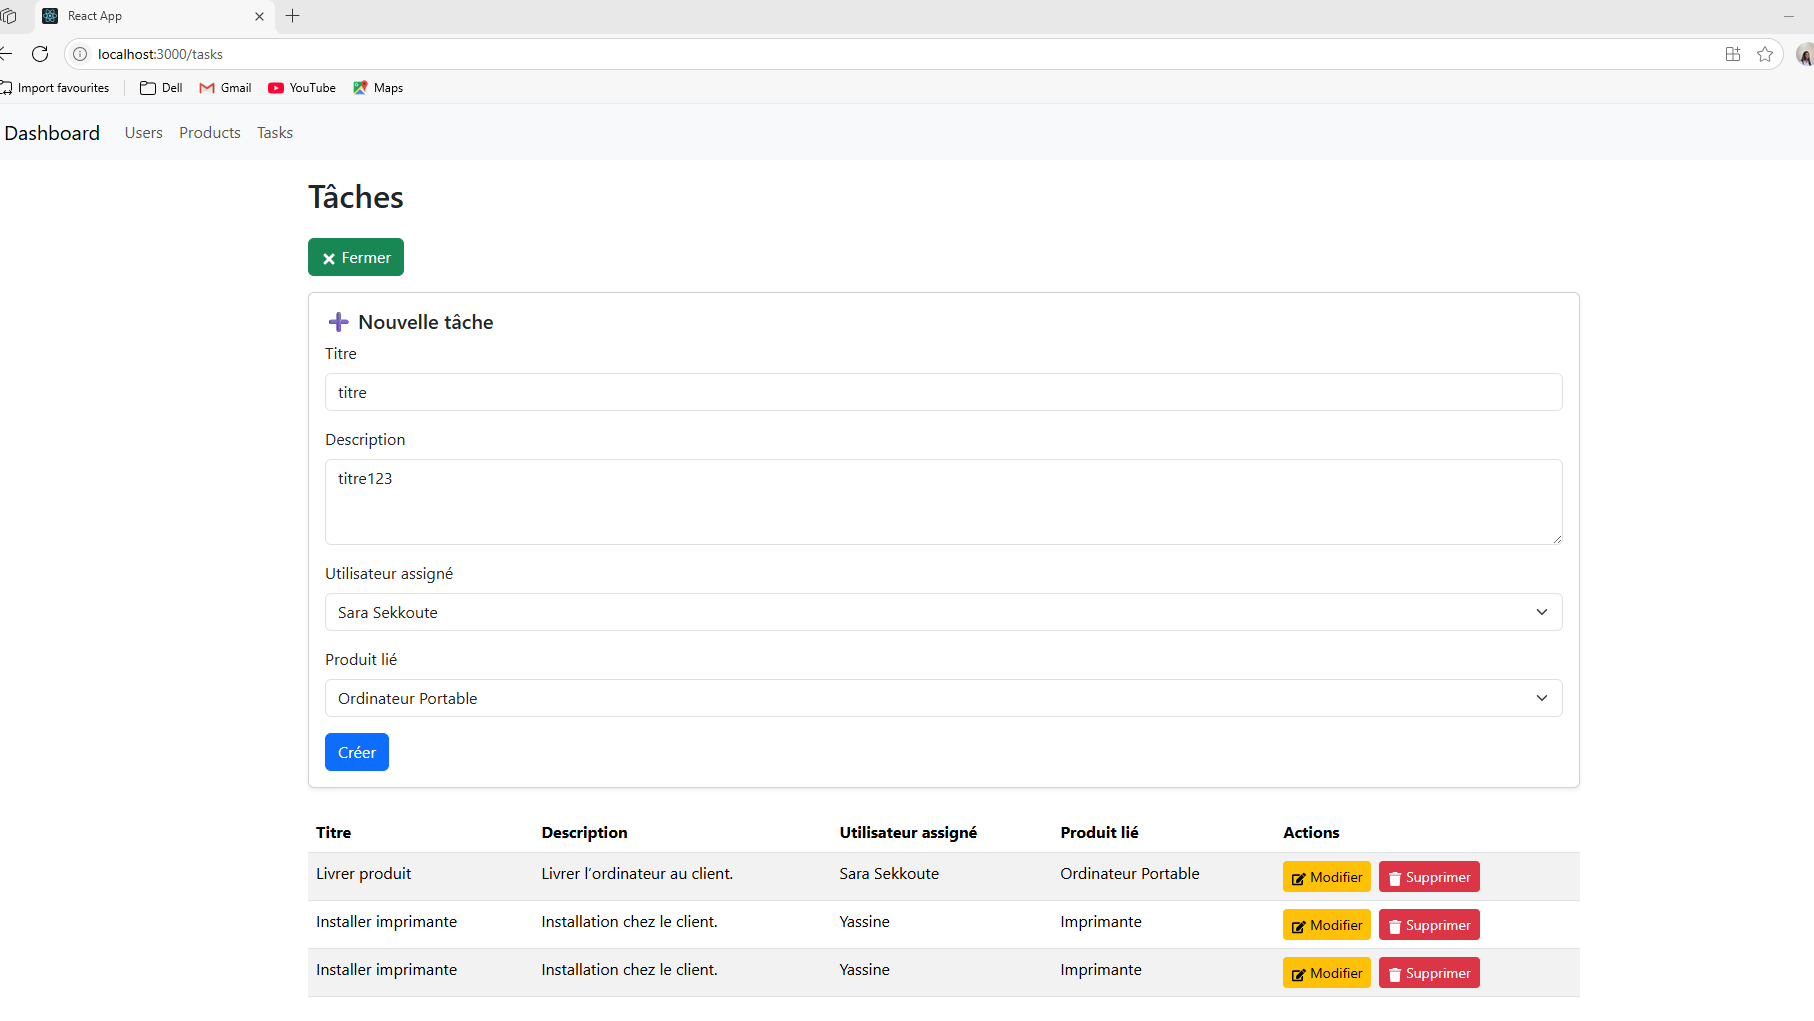 React App
localhost:3000/tasks
Import favourites Dell Gmail YouTube Maps
Dashboard Users Products Tasks
Tâches
Fermer
Nouvelle tâche
Titre
titre
Description
titre123
Utilisateur assigné
Sara Sekkoute
Produit lié
Ordinateur Portable
Créer
Titre Description Utilisateur assigné Produit lié Actions
Livrer produit Livrer l’ordinateur au client. Sara Sekkoute Ordinateur Portable Modifier Supprimer
Installer imprimante Installation chez le client. Yassine Imprimante Modifier Supprimer
Installer imprimante Installation chez le client. Yassine Imprimante Modifier Supprimer